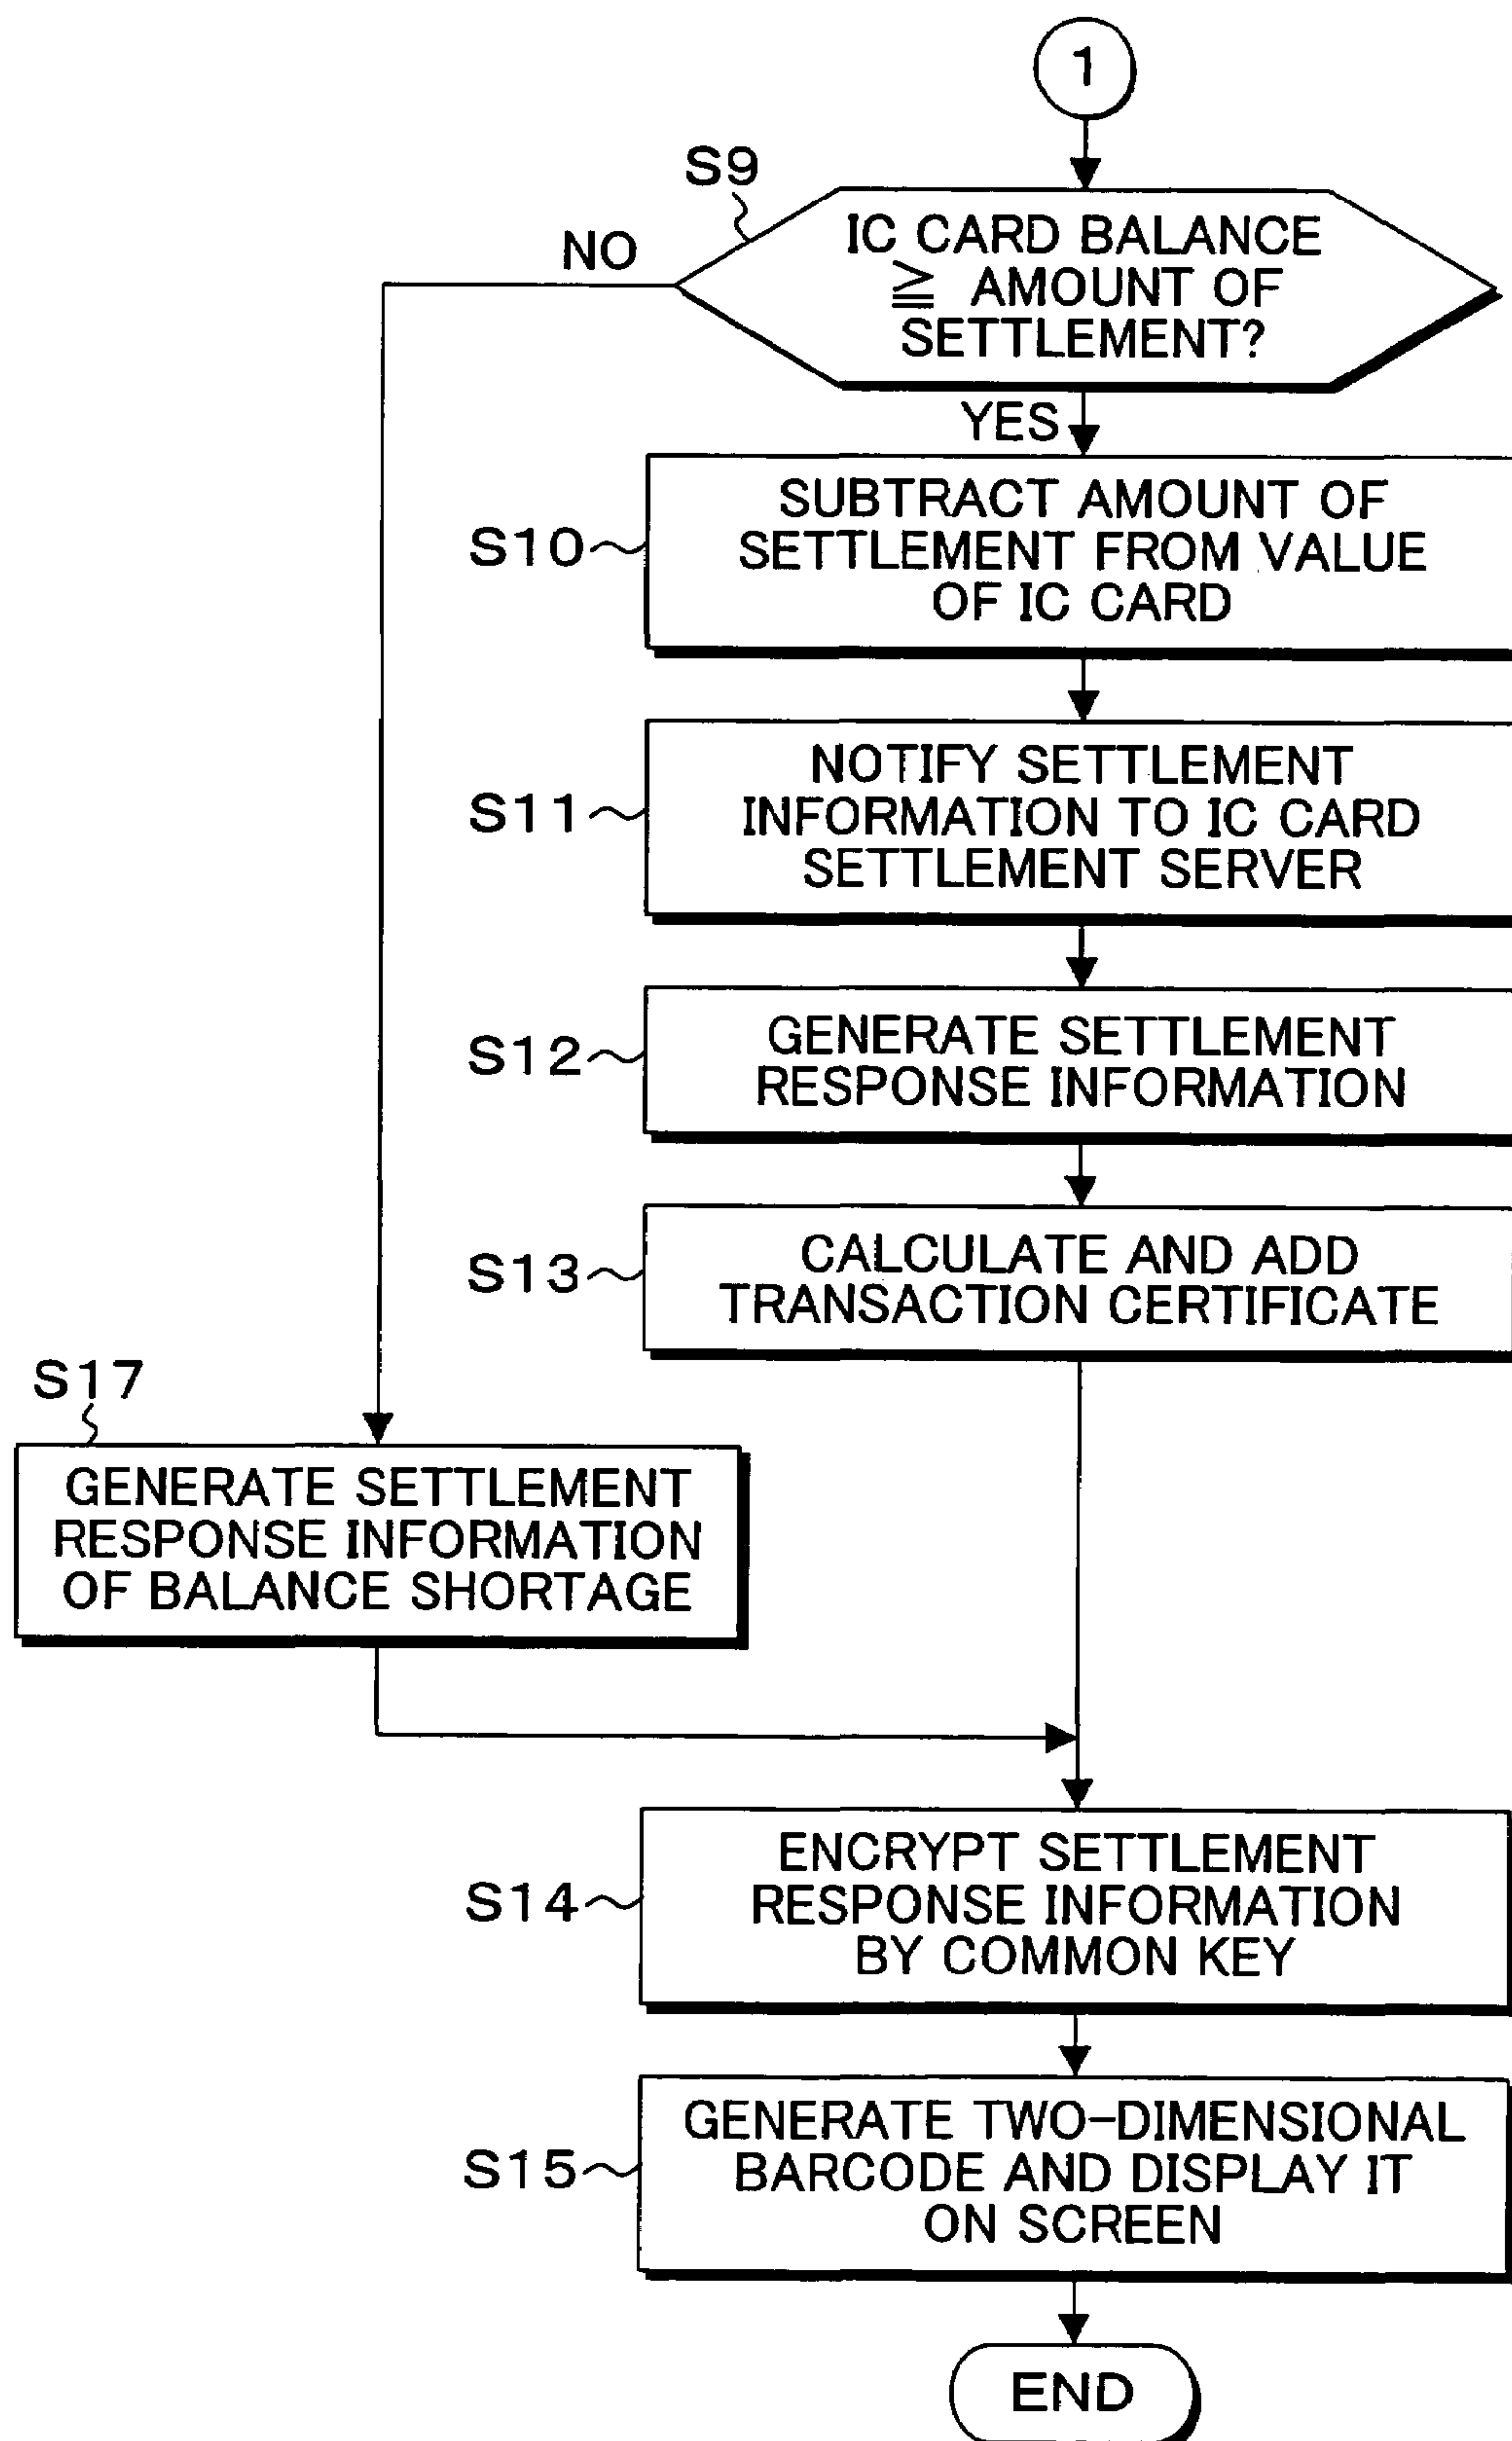 1
S9
NO
IC CARD BALANCE
≧ AMOUNT OF
SETTLEMENT?
YES
S10
SUBTRACT AMOUNT OF
SETTLEMENT FROM VALUE
OF IC CARD
S11
NOTIFY SETTLEMENT
INFORMATION TO IC CARD
SETTLEMENT SERVER
S12
GENERATE SETTLEMENT
RESPONSE INFORMATION
S13
CALCULATE AND ADD
TRANSACTION CERTIFICATE
S17
GENERATE SETTLEMENT
RESPONSE INFORMATION
OF BALANCE SHORTAGE
S14
ENCRYPT SETTLEMENT
RESPONSE INFORMATION
BY COMMON KEY
S15
GENERATE TWO-DIMENSIONAL
BARCODE AND DISPLAY IT
ON SCREEN
END